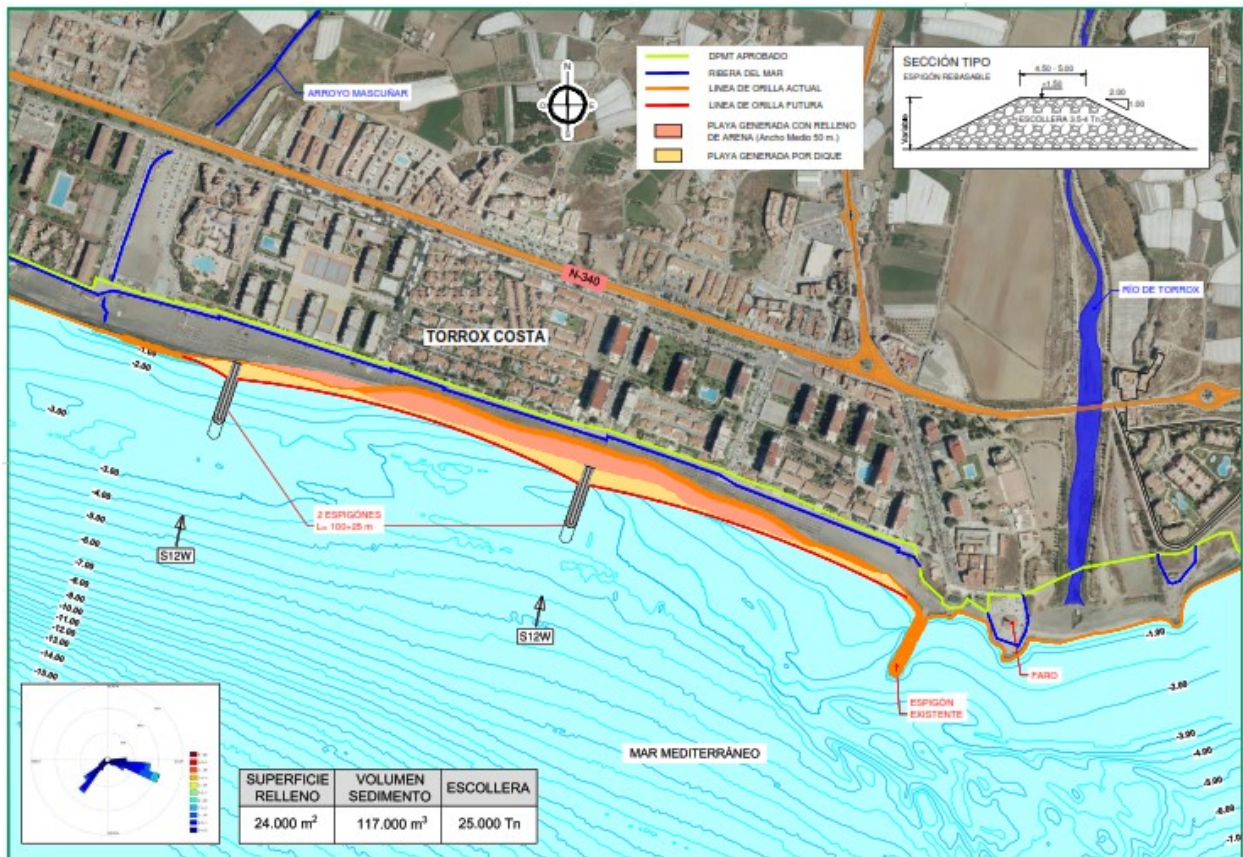 DPMT APROBADO
RIBERA DEL MAR
LINEA DE ORILLA ACTUAL
LINEA DE ORILLA FUTURA
PLAYA GENERADA CON RELLENO
DE ARENA (Ancho Medio 50 m.)
PLAYA GENERADA POR DIQUE
SECCIÓN TIPO
ESPIGÓN REBASABLE
4.50 - 5.00
+1.50
2.00
1.00
ESCOLLERA 3.5-4 Tn
Variable
ARROYO MASCUÑAR
N
O
E
S
N-340
RÍO DE TORROX
TORROX COSTA
-1.00
-2.00
-3.00
2 ESPIGÓNES
L= 100+25 m
S12W
S12W
-3.00
-4.00
-5.00
-6.00
-7.00
-8.00
-9.00
-10.00
-11.00
-12.00
-13.00
-14.00
-15.00
FARO
ESPIGÓN
EXISTENTE
-1.00
-2.00
-3.00
-4.00
-5.00
-6.00
MAR MEDITERRÁNEO
SUPERFICIE
RELLENO
VOLUMEN
SEDIMENTO
ESCOLLERA
24.000 m²
117.000 m³
25.000 Tn